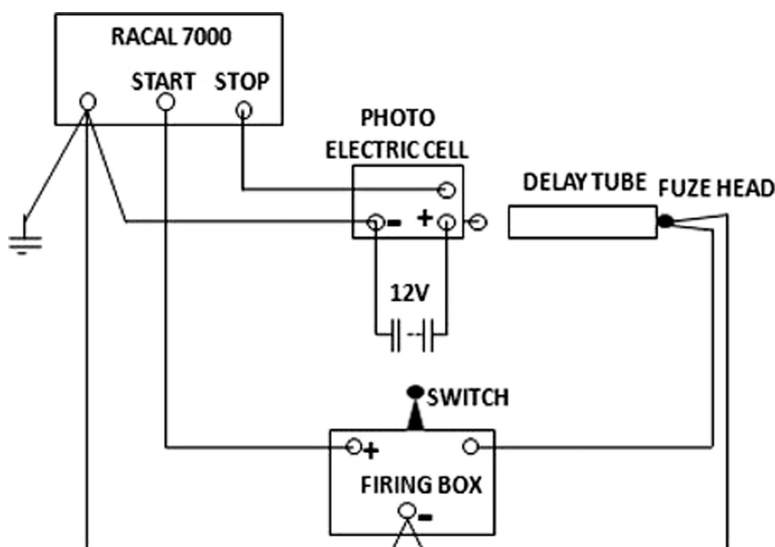 RACAL 7000
START STOP
PHOTO
ELECTRIC CELL
DELAY TUBE
FUZE HEAD
- +
12V
SWITCH
+
FIRING BOX
-